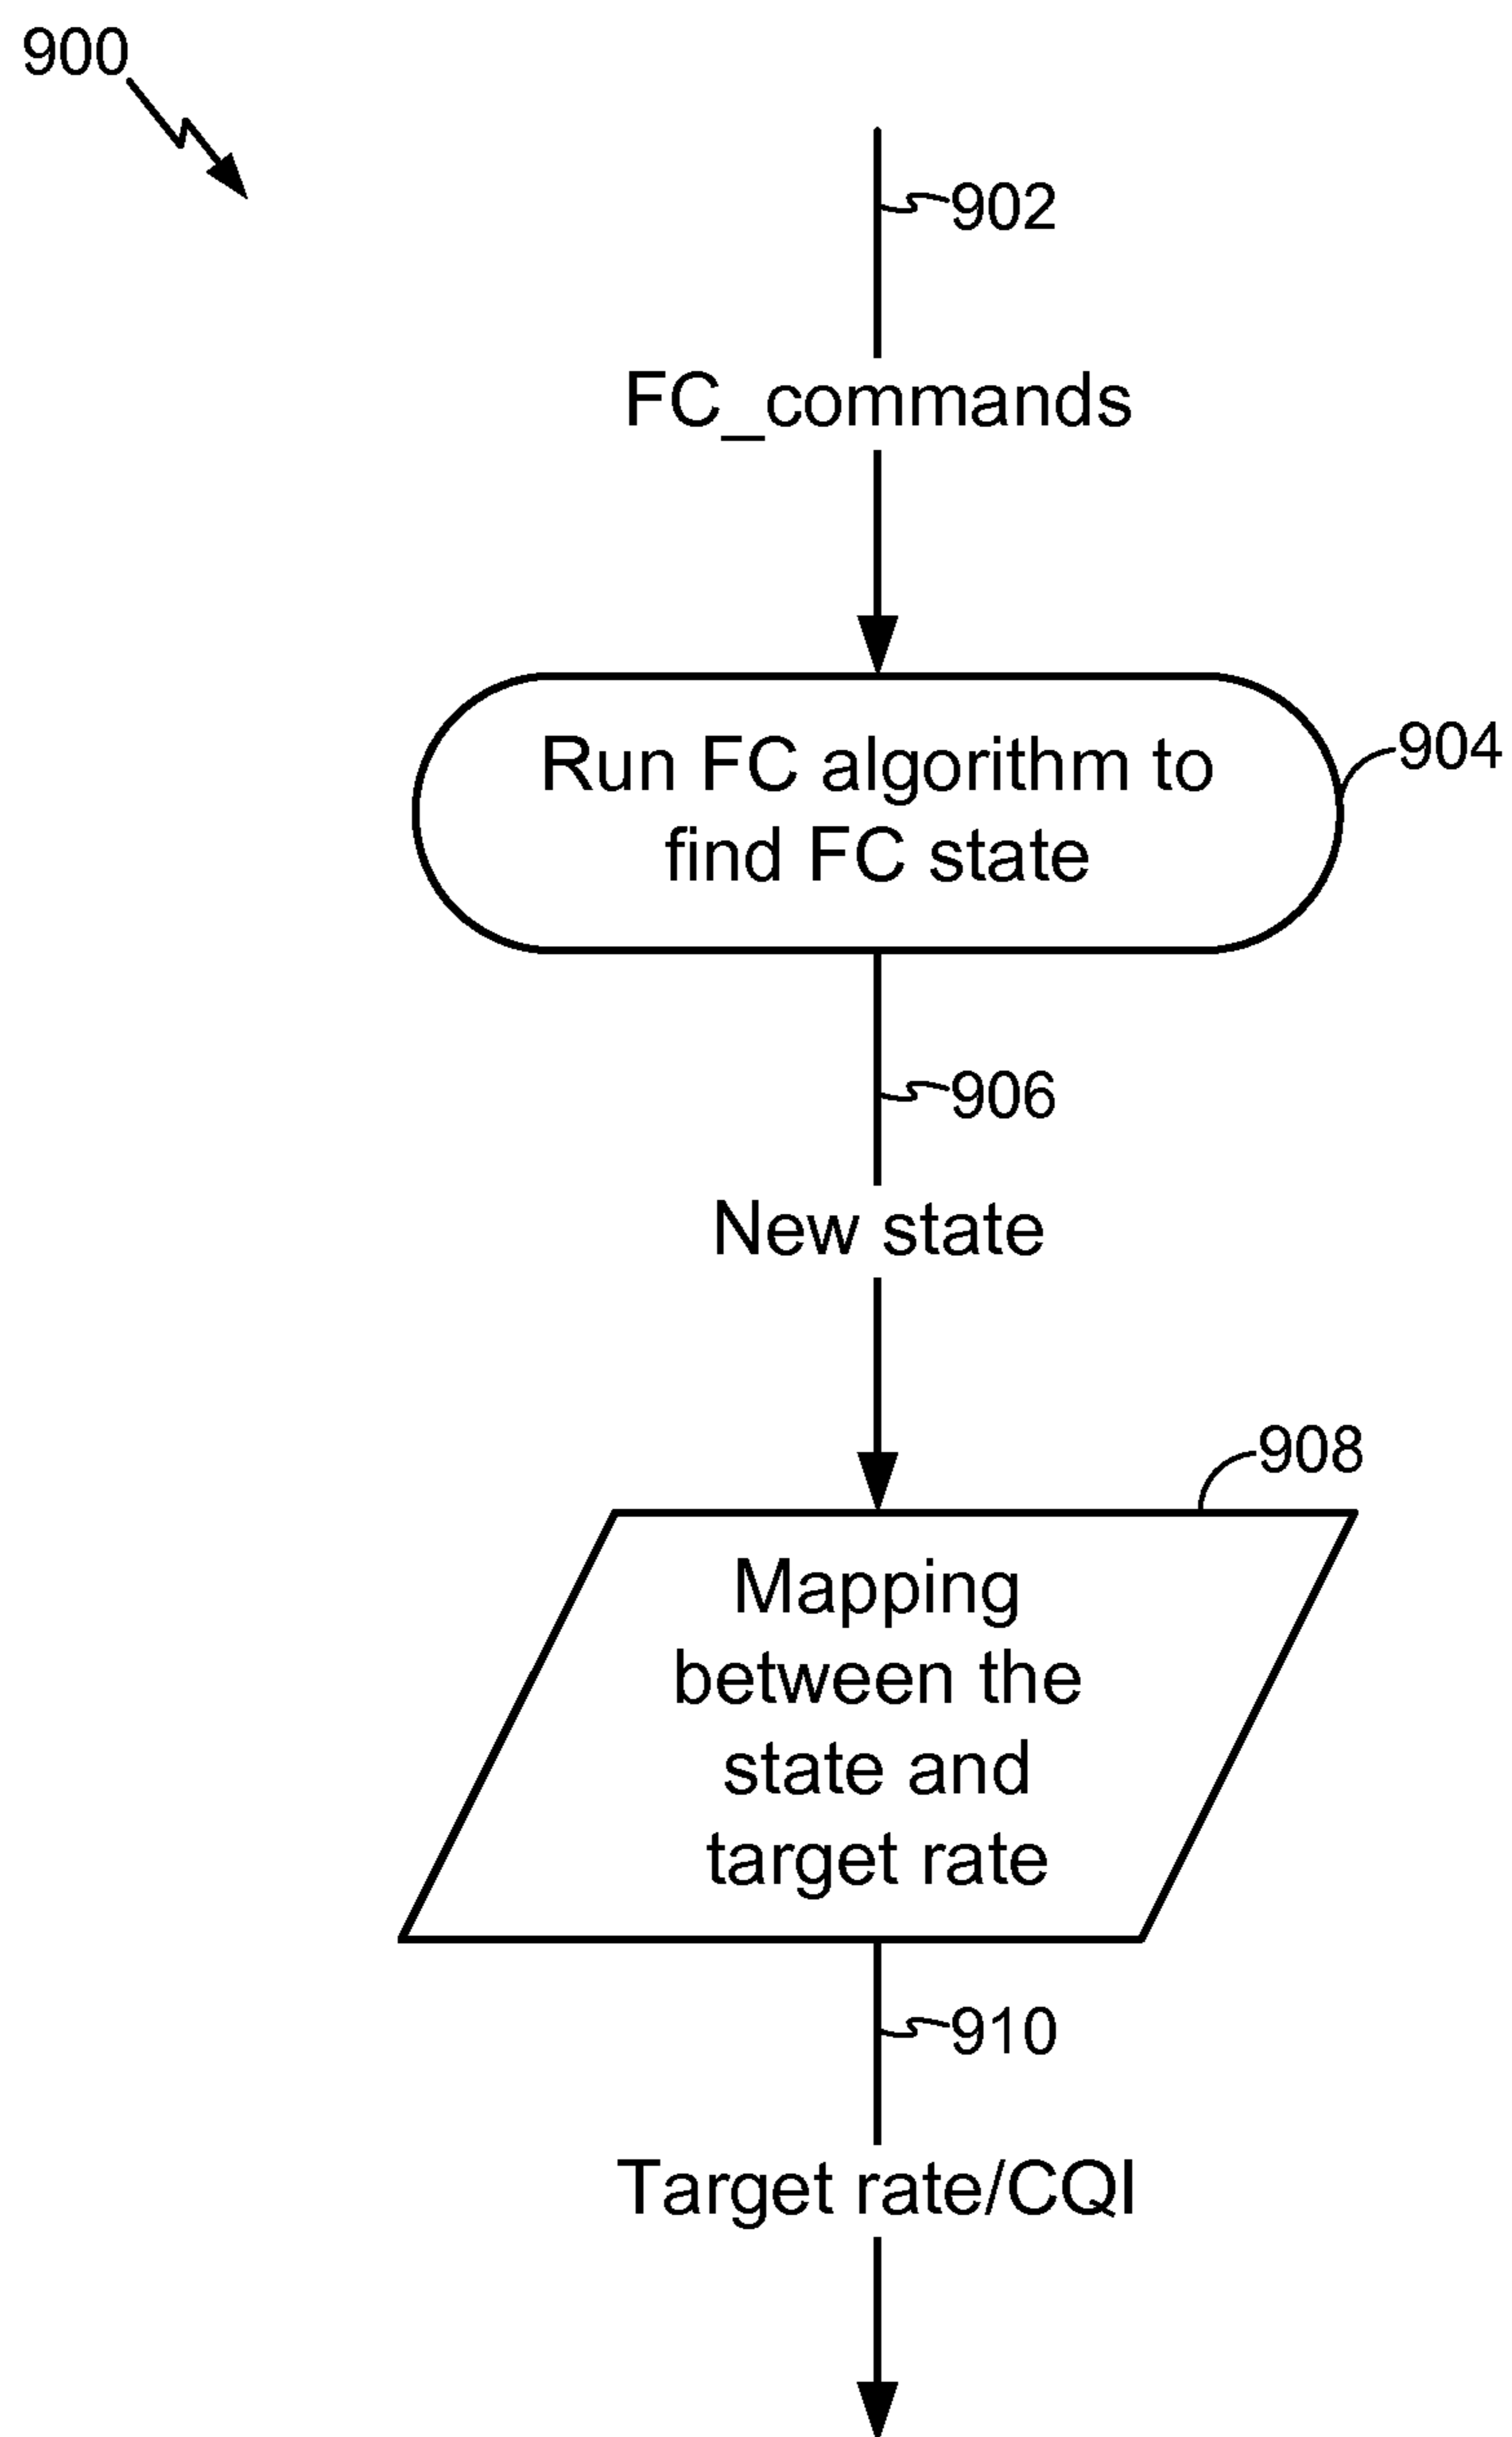 900
902
FC_commands
Run FC algorithm to
find FC state
904
906
New state
908
Mapping
between the
state and
target rate
910
Target rate/CQI